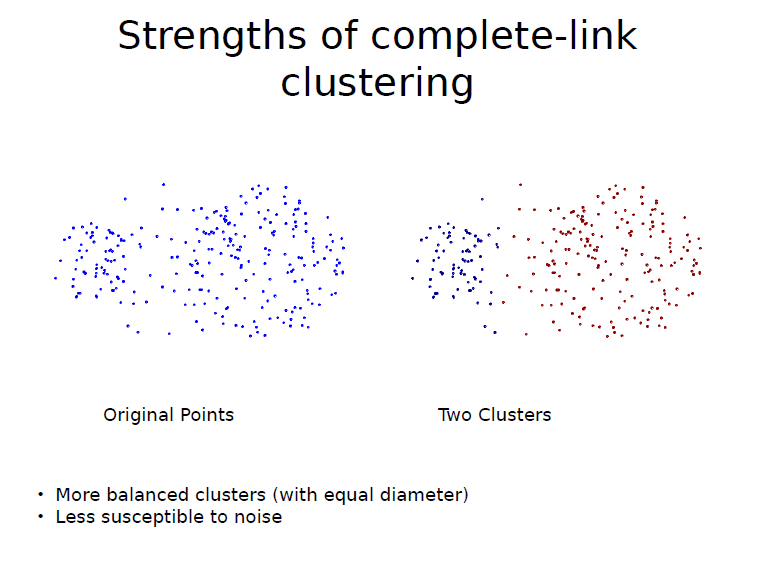 Strengths of complete-link
clustering
Original Points
Two Clusters
• More balanced clusters (with equal diameter)
• Less susceptible to noise